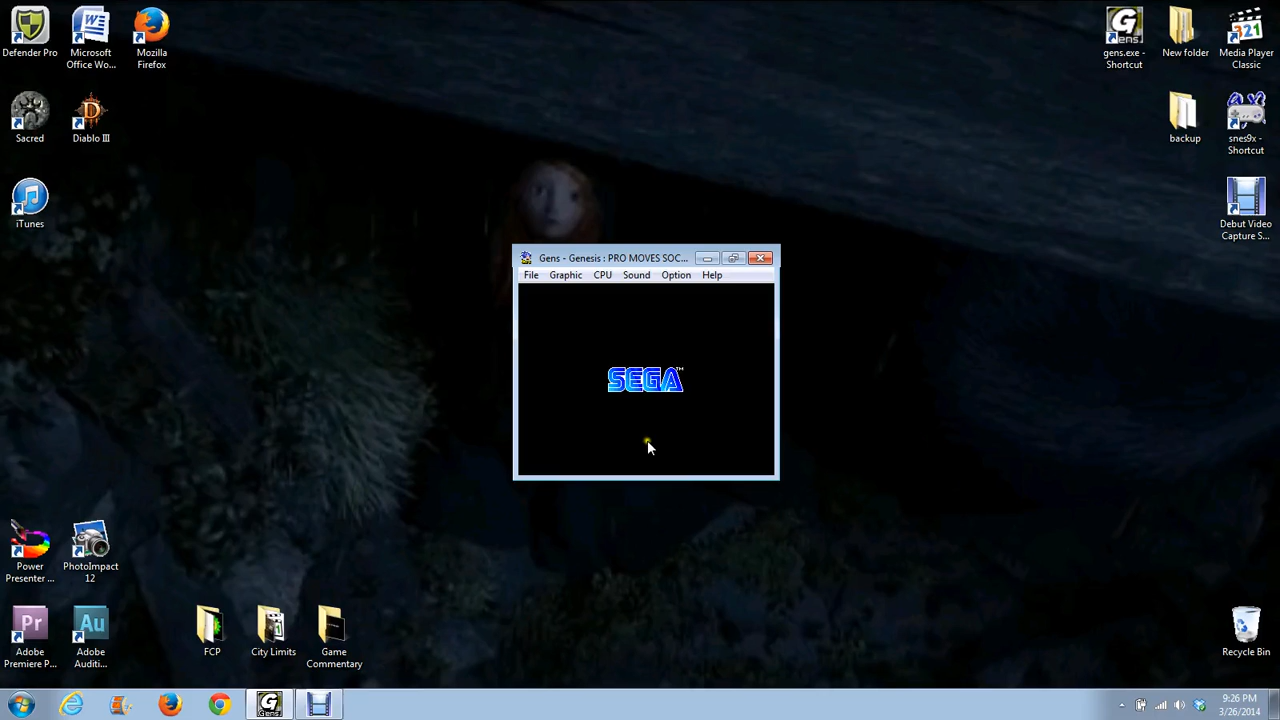 Defender Pro
Microsoft
Office Wo...
Mozilla
Firefox
gens.exe -
Shortcut
New folder
Media Player
Classic
Sacred
Diablo III
backup
snes9x -
Shortcut
iTunes
Debut Video
Capture S...
Gens - Genesis : PRO MOVES SOC...
File Graphic CPU Sound Option Help
SEGA™
Power
Presenter ...
PhotoImpact
12
Adobe
Premiere P...
Adobe
Auditi...
FCP
City Limits
Game
Commentary
Recycle Bin
9:26 PM
3/26/2014